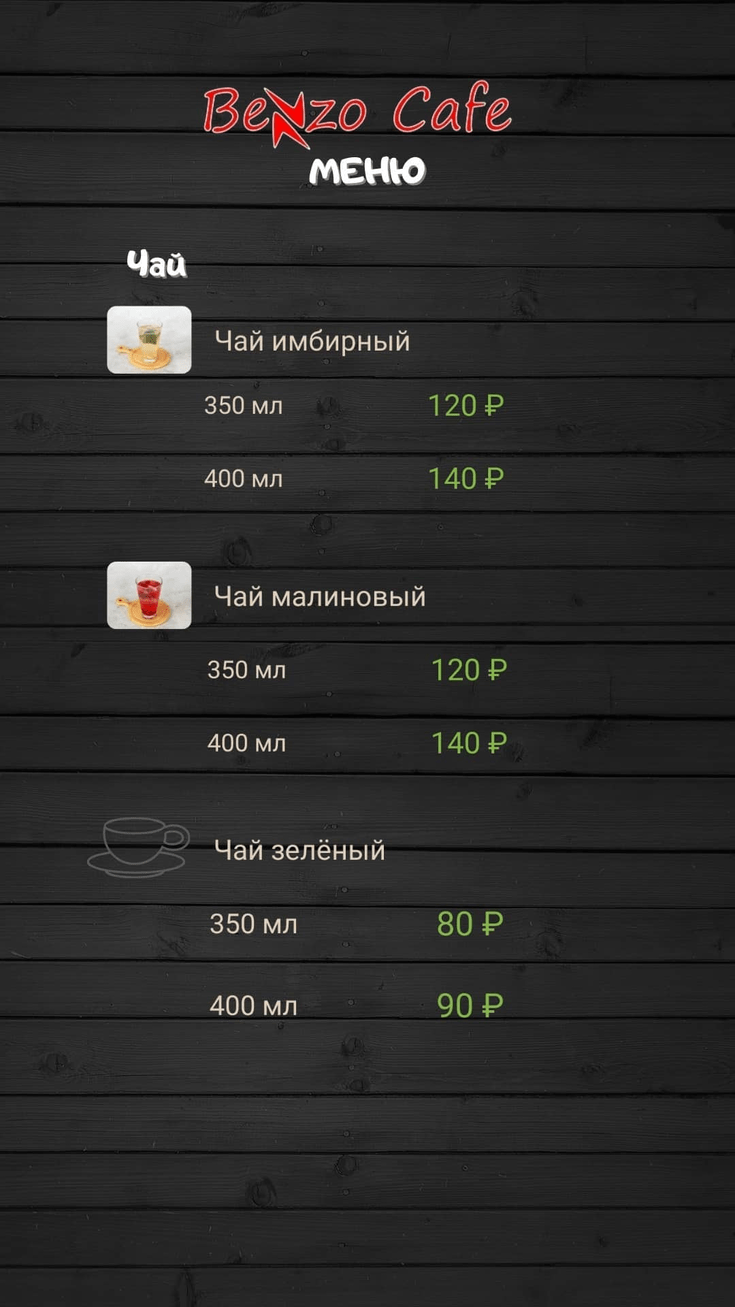 BeNzo Cafe
МЕНЮ
Чай
Чай имбирный
350 мл 120 ₽
400 мл 140 ₽
Чай малиновый
350 мл 120 ₽
400 мл 140 ₽
Чай зелёный
350 мл 80 ₽
400 мл 90 ₽